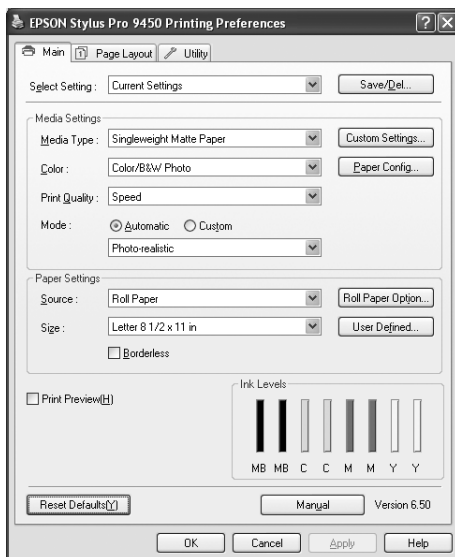 EPSON Stylus Pro 9450 Printing Preferences
Main Page Layout Utility
Select Setting : Current Settings Save/Del...
Media Settings
Media Type : Singleweight Matte Paper Custom Settings...
Color : Color/B&W Photo Paper Config...
Print Quality : Speed
Mode : Automatic Custom
Photo-realistic
Paper Settings
Source : Roll Paper Roll Paper Option...
Size : Letter 8 1/2 x 11 in User Defined...
Borderless
Print Preview(H)
Ink Levels
MB MB C C M M Y Y
Reset Defaults(Y) Manual Version 6.50
OK Cancel Apply Help